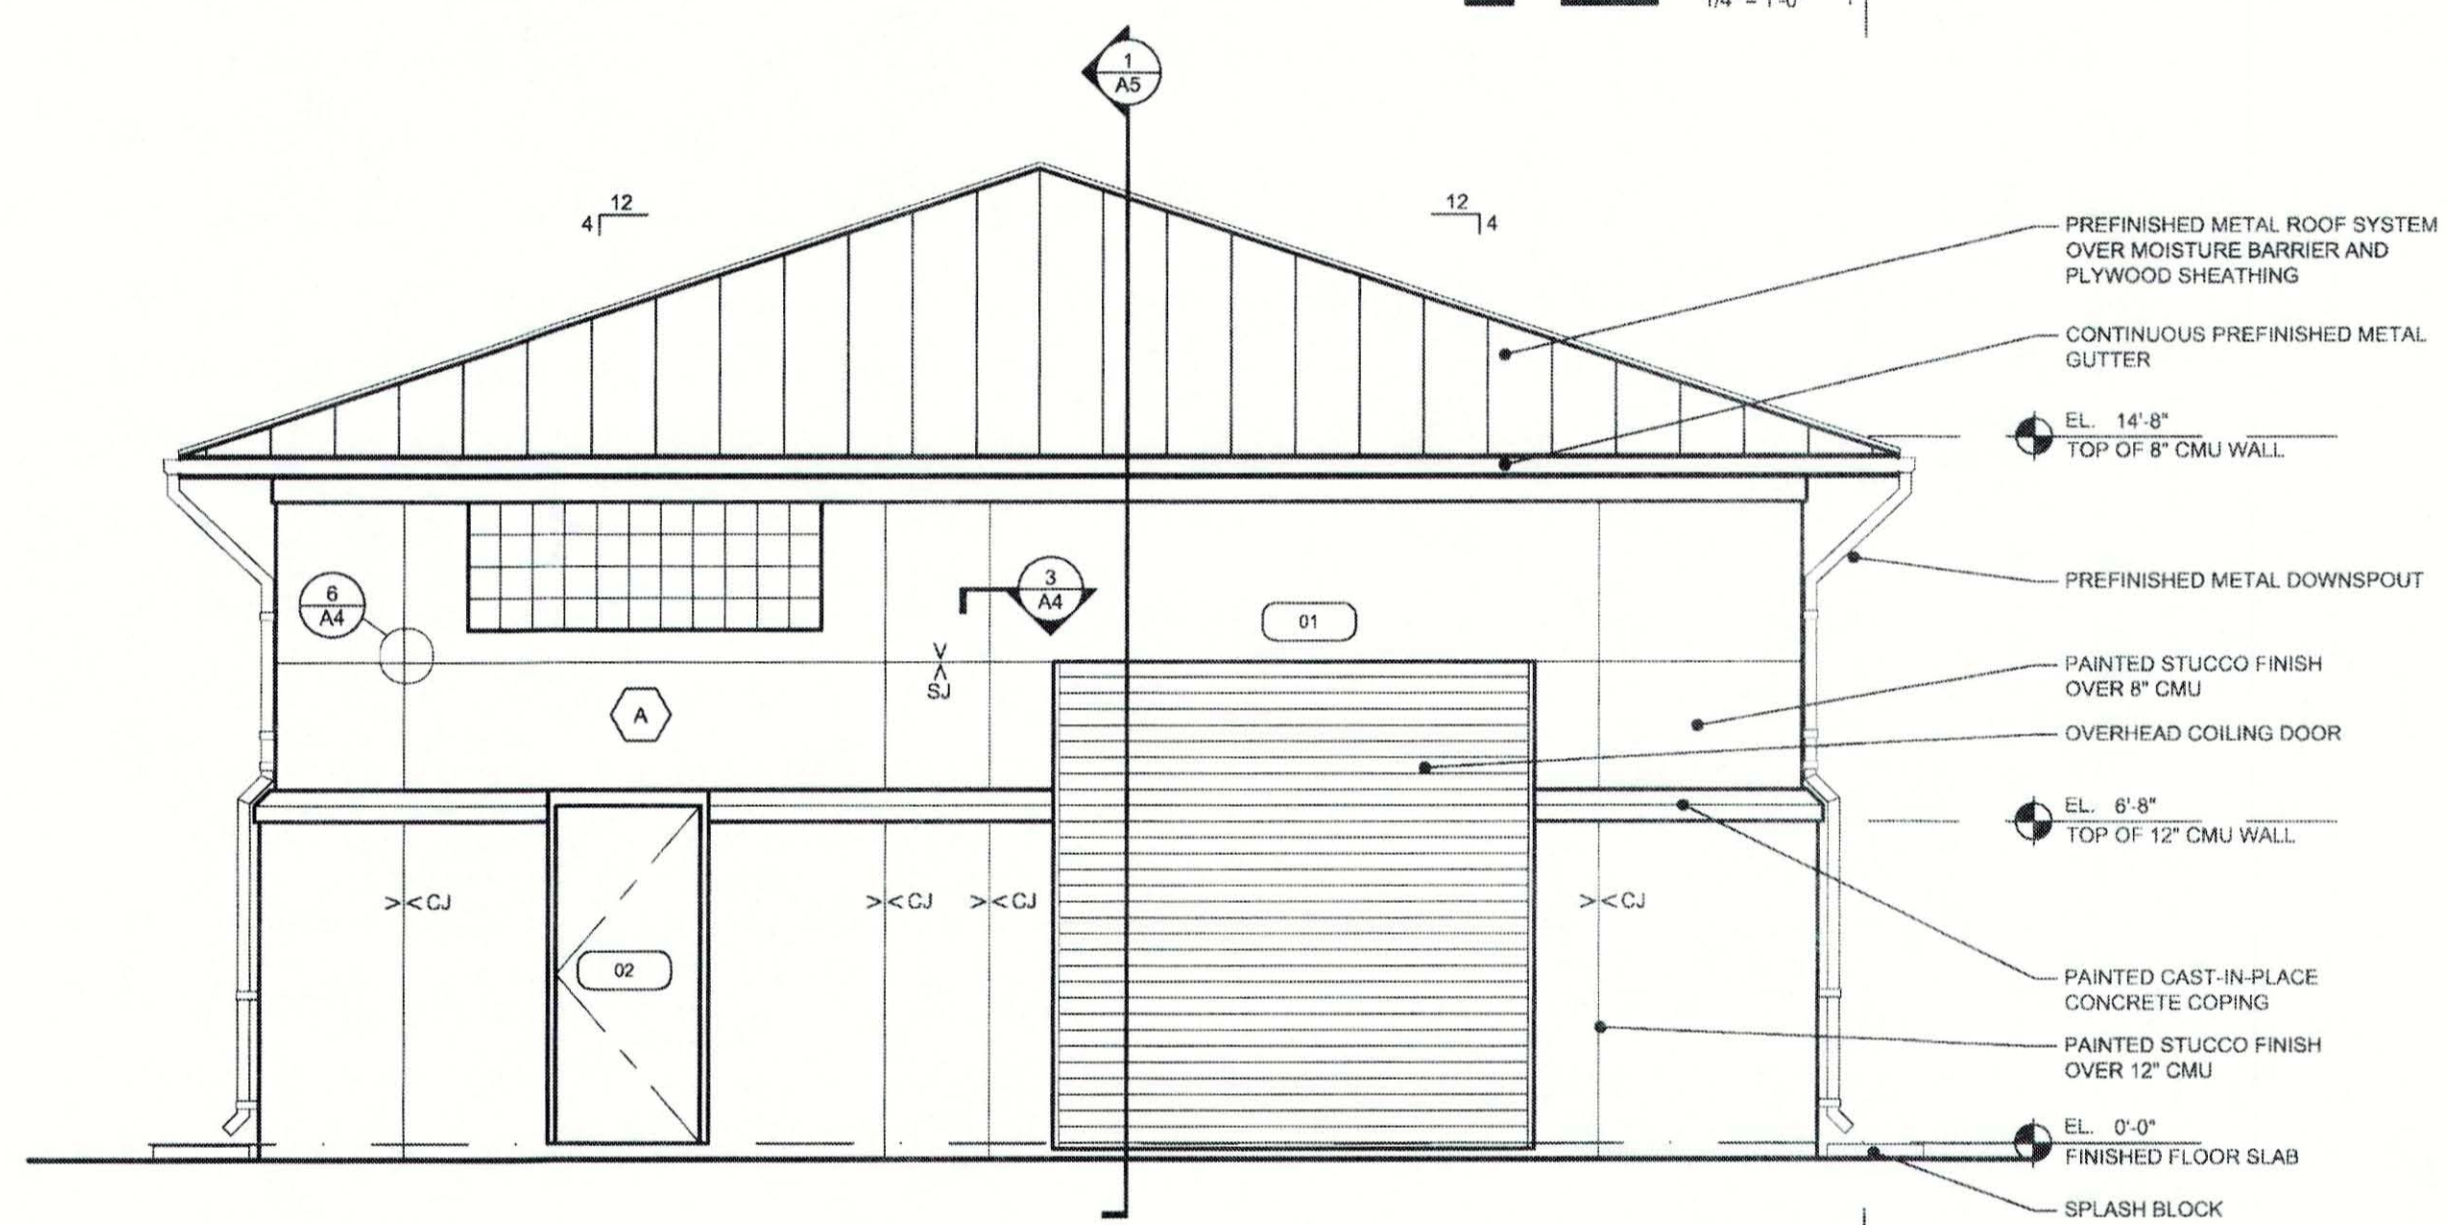 1/4" = 1'-0"
1
A5
12
4
12
4
PREFINISHED METAL ROOF SYSTEM
OVER MOISTURE BARRIER AND
PLYWOOD SHEATHING
CONTINUOUS PREFINISHED METAL
GUTTER
EL. 14'-8"
TOP OF 8" CMU WALL
6
A4
3
A4
01
PREFINISHED METAL DOWNSPOUT
SJ
A
PAINTED STUCCO FINISH
OVER 8" CMU
OVERHEAD COILING DOOR
EL. 6'-8"
TOP OF 12" CMU WALL
CJ
CJ
CJ
CJ
02
PAINTED CAST-IN-PLACE
CONCRETE COPING
PAINTED STUCCO FINISH
OVER 12" CMU
EL. 0'-0"
FINISHED FLOOR SLAB
SPLASH BLOCK